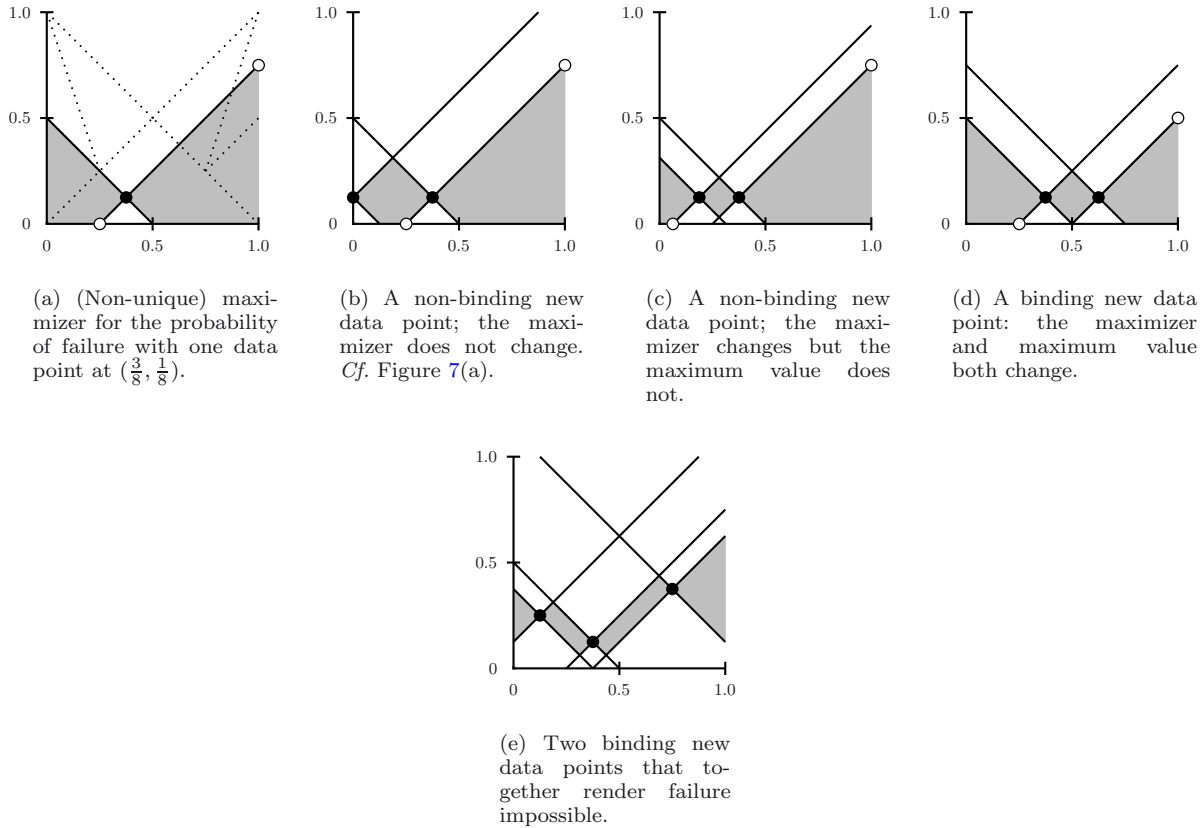 1.0
0.5
0
0
0.5
1.0
1.0
0.5
0
0
0.5
1.0
1.0
0.5
0
0
0.5
1.0
1.0
0.5
0
0
0.5
1.0
(a) (Non-unique) maxi-
mizer for the probability
of failure with one data
point at (3/8, 1/8).
(b) A non-binding new
data point; the maxi-
mizer does not change.
Cf. Figure 7(a).
(c) A non-binding new
data point; the maxi-
mizer changes but the
maximum value does
not.
(d) A binding new data
point: the maximizer
and maximum value
both change.
1.0
0.5
0
0
0.5
1.0
(e) Two binding new
data points that to-
gether render failure
impossible.